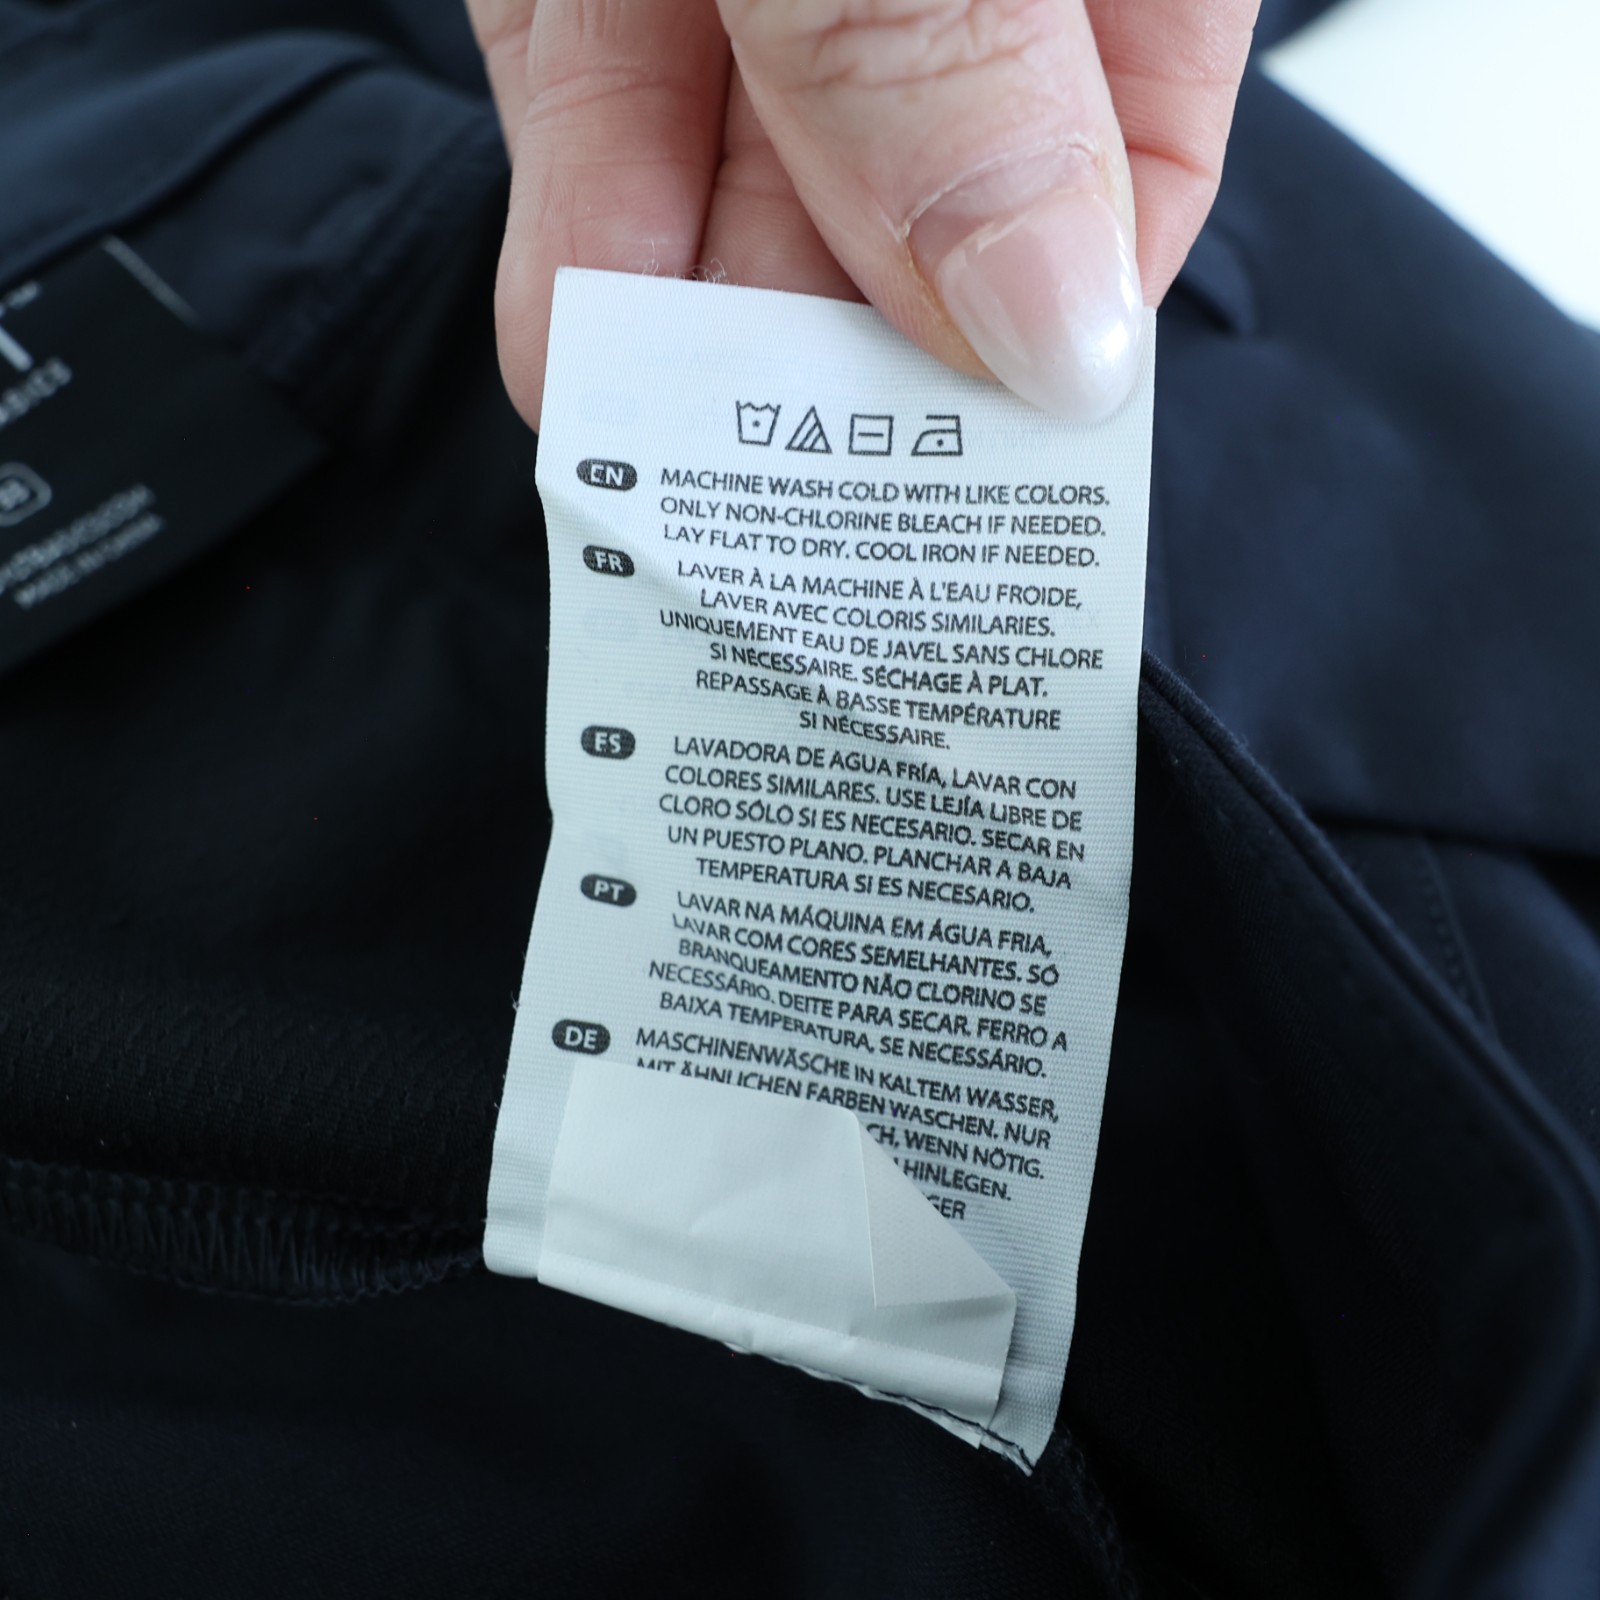 EN
MACHINE WASH COLD WITH LIKE COLORS.
ONLY NON-CHLORINE BLEACH IF NEEDED.
LAY FLAT TO DRY. COOL IRON IF NEEDED.
FR
LAVER À LA MACHINE À L'EAU FROIDE,
LAVER AVEC COLORIS SIMILARIES.
UNIQUEMENT EAU DE JAVEL SANS CHLORE
SI NÉCESSAIRE. SÉCHAGE À PLAT.
REPASSAGE À BASSE TEMPÉRATURE
SI NÉCESSAIRE.
ES
LAVADORA DE AGUA FRÍA, LAVAR CON
COLORES SIMILARES. USE LEJÍA LIBRE DE
CLORO SÓLO SI ES NECESARIO. SECAR EN
UN PUESTO PLANO. PLANCHAR A BAJA
TEMPERATURA SI ES NECESARIO.
PT
LAVAR NA MÁQUINA EM ÁGUA FRIA,
LAVAR COM CORES SEMELHANTES. SÓ
BRANQUEAMENTO NÃO CLORINO SE
NECESSÁRIO. DEITE PARA SECAR. FERRO A
BAIXA TEMPERATURA, SE NECESSÁRIO.
DE
MASCHINENWÄSCHE IN KALTEM WASSER,
MIT ÄHNLICHEN FARBEN WASCHEN. NUR
CH, WENN NÖTIG.
HINLEGEN.
GER
MADE IN CHINA